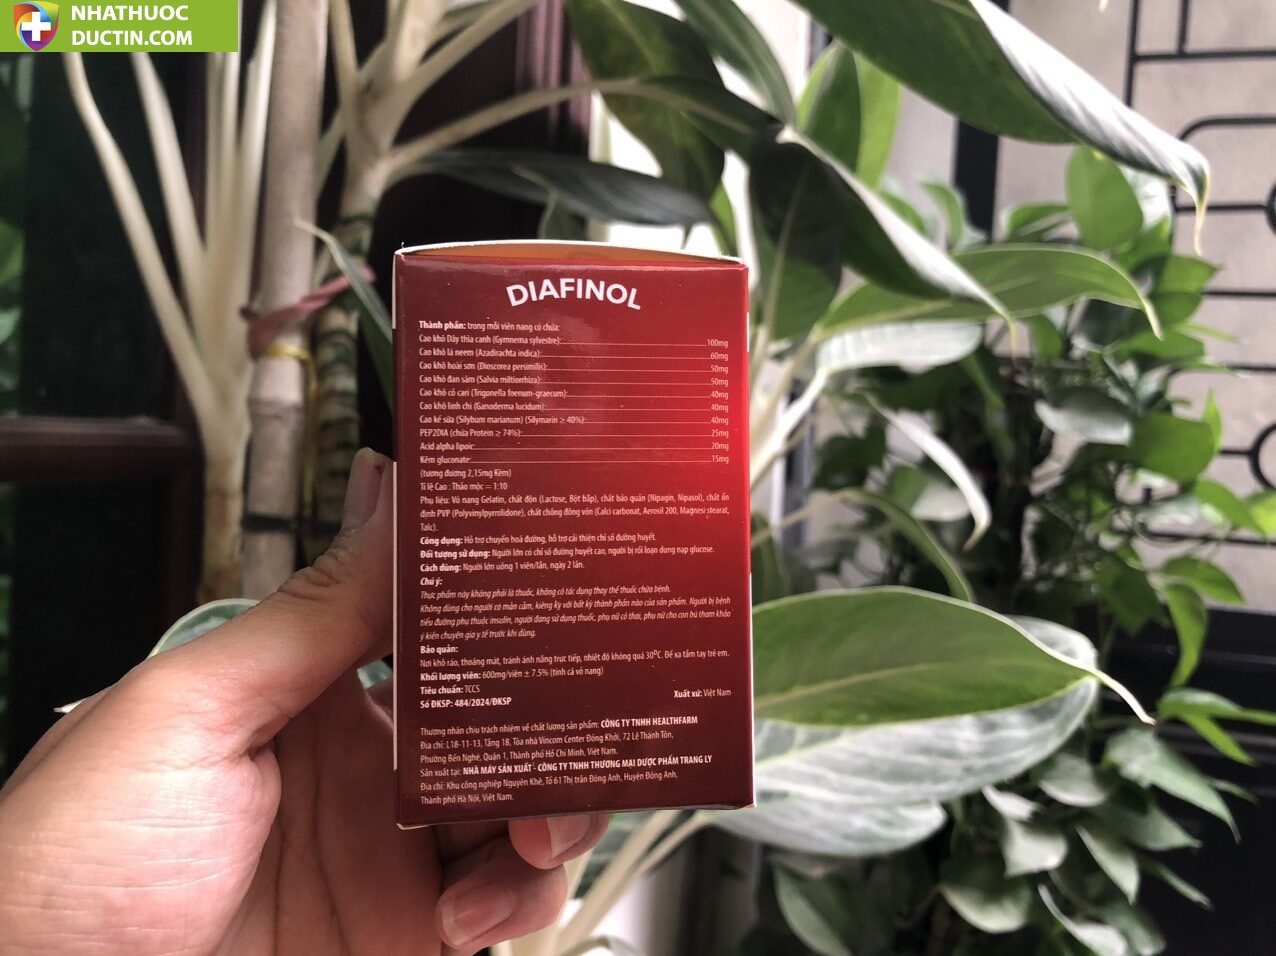 NHATHUOC
DUCTIN.COM
DIAFINOL
Thành phần: trong mỗi viên nang có chứa:
Cao khô Dây thìa canh (Gymnema sylvestre):........100mg
Cao khô lá neem (Azadirachta indica):........60mg
Cao khô hoài sơn (Dioscorea persimilis):........50mg
Cao khô đan sâm (Salvia miltiorrhiza):........50mg
Cao khô cỏ cari (Trigonella foenum-graecum):........40mg
Cao khô linh chi (Ganoderma lucidum):........40mg
Cao kế sữa (Silybum marianum) (Silymarin ≥ 40%):........40mg
PEP2DIA (chứa Protein ≥ 74%):........25mg
Acid alpha lipoic:........20mg
Kẽm gluconate:........15mg
(tương đương 2,15mg Kẽm)
Tỉ lệ Cao : Thảo mộc = 1:10
Phụ liệu: Vỏ nang Gelatin, chất độn (Lactose, Bột bắp), chất bảo quản (Nipagin, Nipasol), chất ổn
định PVP (Polyvinylpyrrolidone), chất chống đông vón (Calci carbonat, Aerosil 200, Magnesi stearat,
Talc).
Công dụng: Hỗ trợ chuyển hoá đường, hỗ trợ cải thiện chỉ số đường huyết.
Đối tượng sử dụng: Người lớn có chỉ số đường huyết cao, người bị rối loạn dung nạp glucose.
Cách dùng: Người lớn uống 1 viên/lần, ngày 2 lần.
Chú ý:
Thực phẩm này không phải là thuốc, không có tác dụng thay thế thuốc chữa bệnh.
Không dùng cho người có mẫn cảm, kiêng kỵ với bất kỳ thành phần nào của sản phẩm. Người bị bệnh
tiểu đường phụ thuộc insulin, người đang sử dụng thuốc, phụ nữ có thai, phụ nữ cho con bú tham khảo
ý kiến chuyên gia y tế trước khi dùng.
Bảo quản:
Nơi khô ráo, thoáng mát, tránh ánh nắng trực tiếp, nhiệt độ không quá 30⁰C. Để xa tầm tay trẻ em.
Khối lượng viên: 600mg/viên ± 7.5% (tính cả vỏ nang)
Tiêu chuẩn: TCCS
Số ĐKSP: 484/2024/ĐKSP Xuất xứ: Việt Nam
Thương nhân chịu trách nhiệm về chất lượng sản phẩm: CÔNG TY TNHH HEALTHFARM
Địa chỉ: L18-11-13, Tầng 18, Tòa nhà Vincom Center Đồng Khởi, 72 Lê Thánh Tôn,
Phường Bến Nghé, Quận 1, Thành phố Hồ Chí Minh, Việt Nam.
Sản xuất tại: NHÀ MÁY SẢN XUẤT - CÔNG TY TNHH THƯƠNG MẠI DƯỢC PHẨM TRANG LY
Địa chỉ: Khu công nghiệp Nguyên Khê, Tổ 61 Thị trấn Đông Anh, Huyện Đông Anh,
Thành phố Hà Nội, Việt Nam.